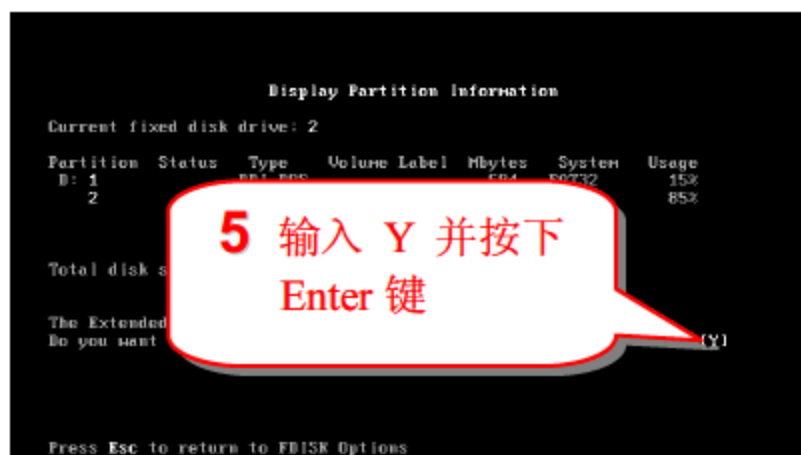 Display Partition Information
Current fixed disk drive: 2
Partition Status Type Volume Label Mbytes System Usage
D: 1 15%
2 85%
5 输入 Y 并按下
Enter 键
Total disk
The Extended
Do you want [Y]
Press Esc to return to FDISK Options